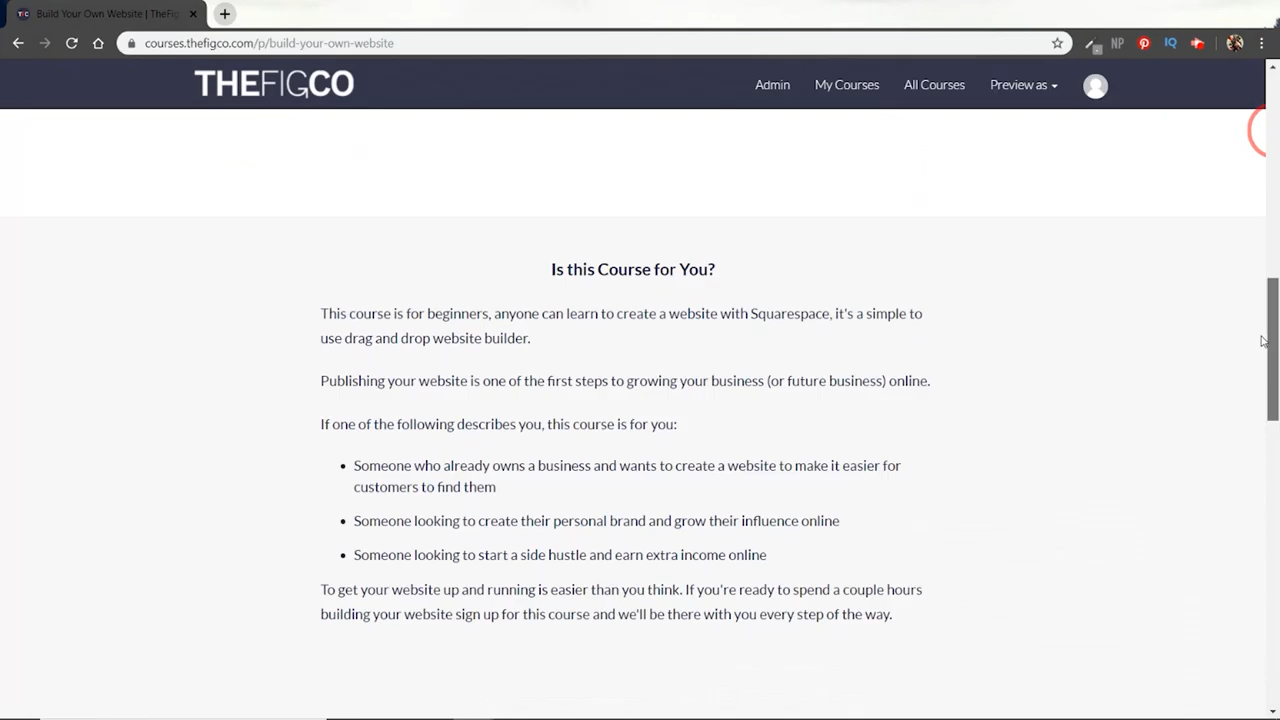 Build Your Own Website | TheFig
courses.thefigco.com/p/build-your-own-website
NP
IQ
THEFIGCO
Admin
My Courses
All Courses
Preview as
Is this Course for You?
This course is for beginners, anyone can learn to create a website with Squarespace, it's a simple to
use drag and drop website builder.
Publishing your website is one of the first steps to growing your business (or future business) online.
If one of the following describes you, this course is for you:
• Someone who already owns a business and wants to create a website to make it easier for
customers to find them
• Someone looking to create their personal brand and grow their influence online
• Someone looking to start a side hustle and earn extra income online
To get your website up and running is easier than you think. If you're ready to spend a couple hours
building your website sign up for this course and we'll be there with you every step of the way.